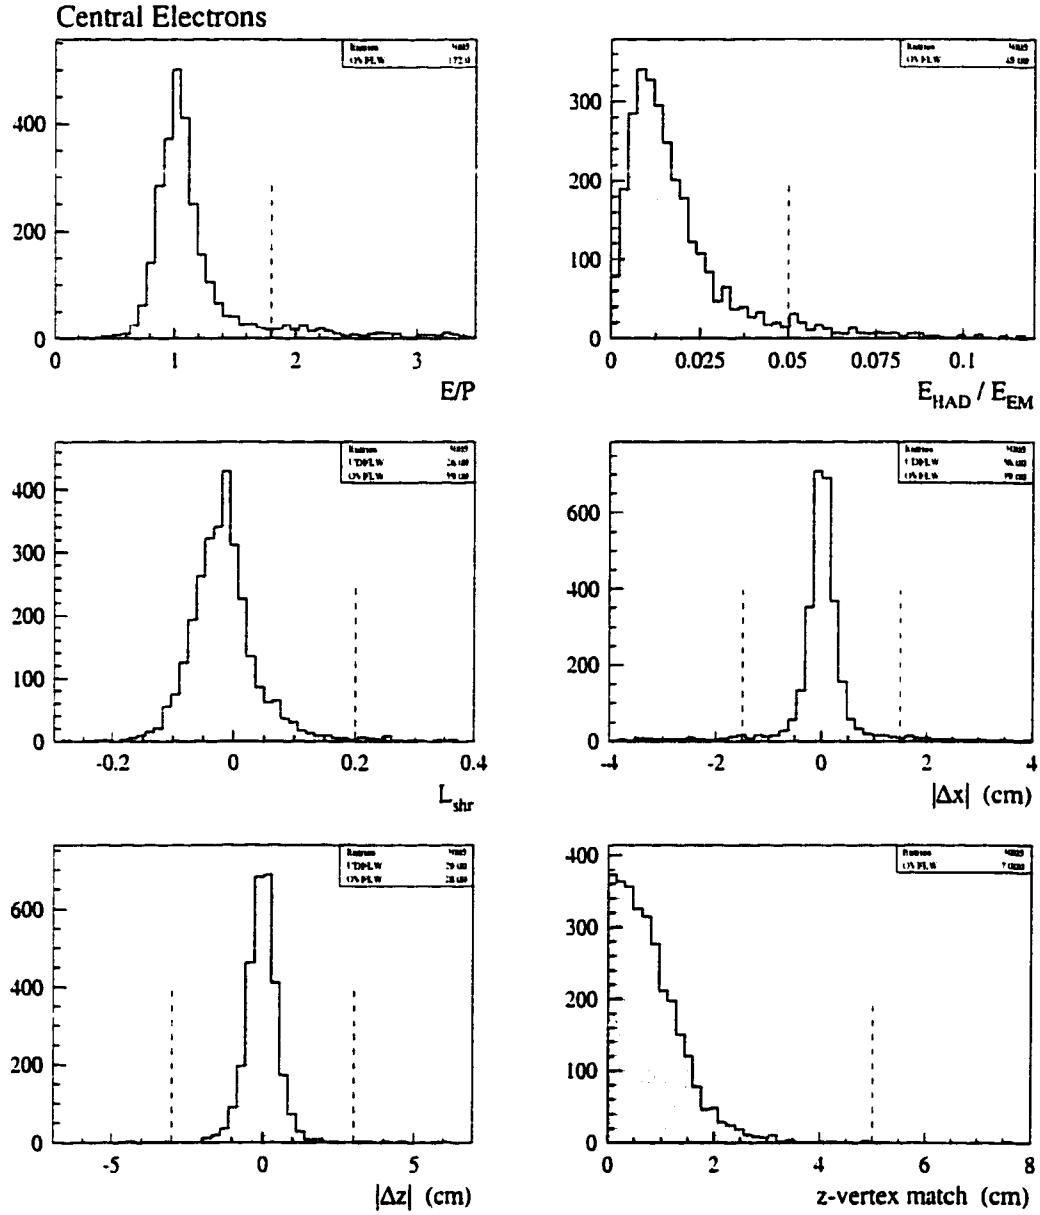 Central Electrons
400
200
0
0 1 2 3
E/P
300
200
100
0
0 0.025 0.05 0.075 0.1
E_HAD / E_EM
400
300
200
100
0
-0.2 0 0.2 0.4
L_shr
600
400
200
0
-4 -2 0 2 4
|Δx| (cm)
600
400
200
0
-5 0 5
|Δz| (cm)
400
300
200
100
0
0 2 4 6 8
z-vertex match (cm)